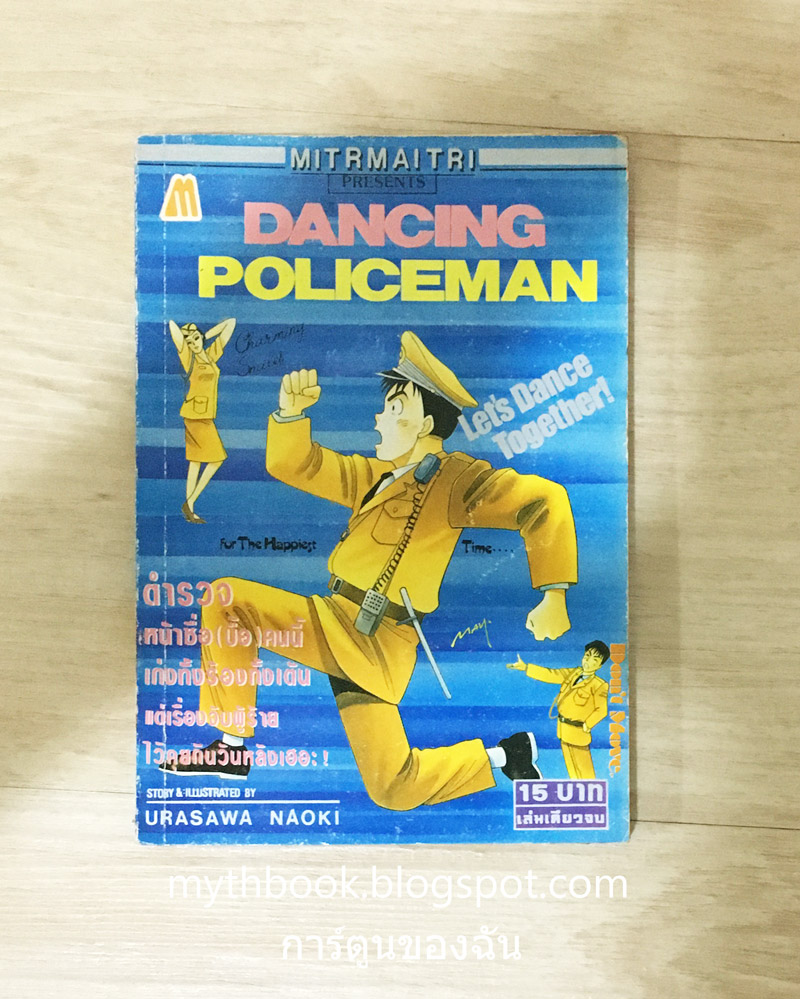 MITRMAITRI
PRESENTS
M
DANCING
POLICEMAN
Charming
Let's Dance
Together!
For The Happiest
Time....
ตำรวจ
หน้าซื่อ(บื้อ)คนนี้
เก่งทั้งร้องทั้งเต้น
แต่เรื่องจับผู้ร้าย
ไว้คุยกันวันหลังเถอะ!
MAY.
Don't Move..
STORY & ILLUSTRATED BY
URASAWA NAOKI
15 บาท
เล่มเดียวจบ
mythbook.blogspot.com
การ์ตูนของฉัน